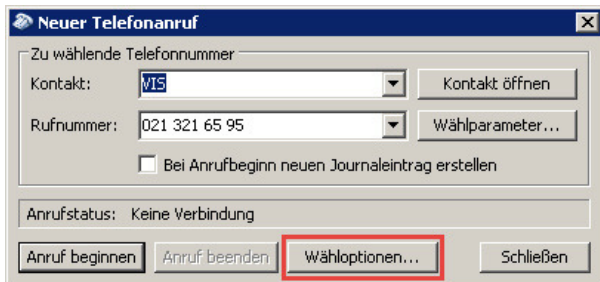 Neuer Telefonanruf
Zu wählende Telefonnummer
Kontakt: VIS Kontakt öffnen
Rufnummer: 021 321 65 95 Wählparameter...
Bei Anrufbeginn neuen Journaleintrag erstellen
Anrufstatus: Keine Verbindung
Anruf beginnen Anruf beenden Wähloptionen... Schließen